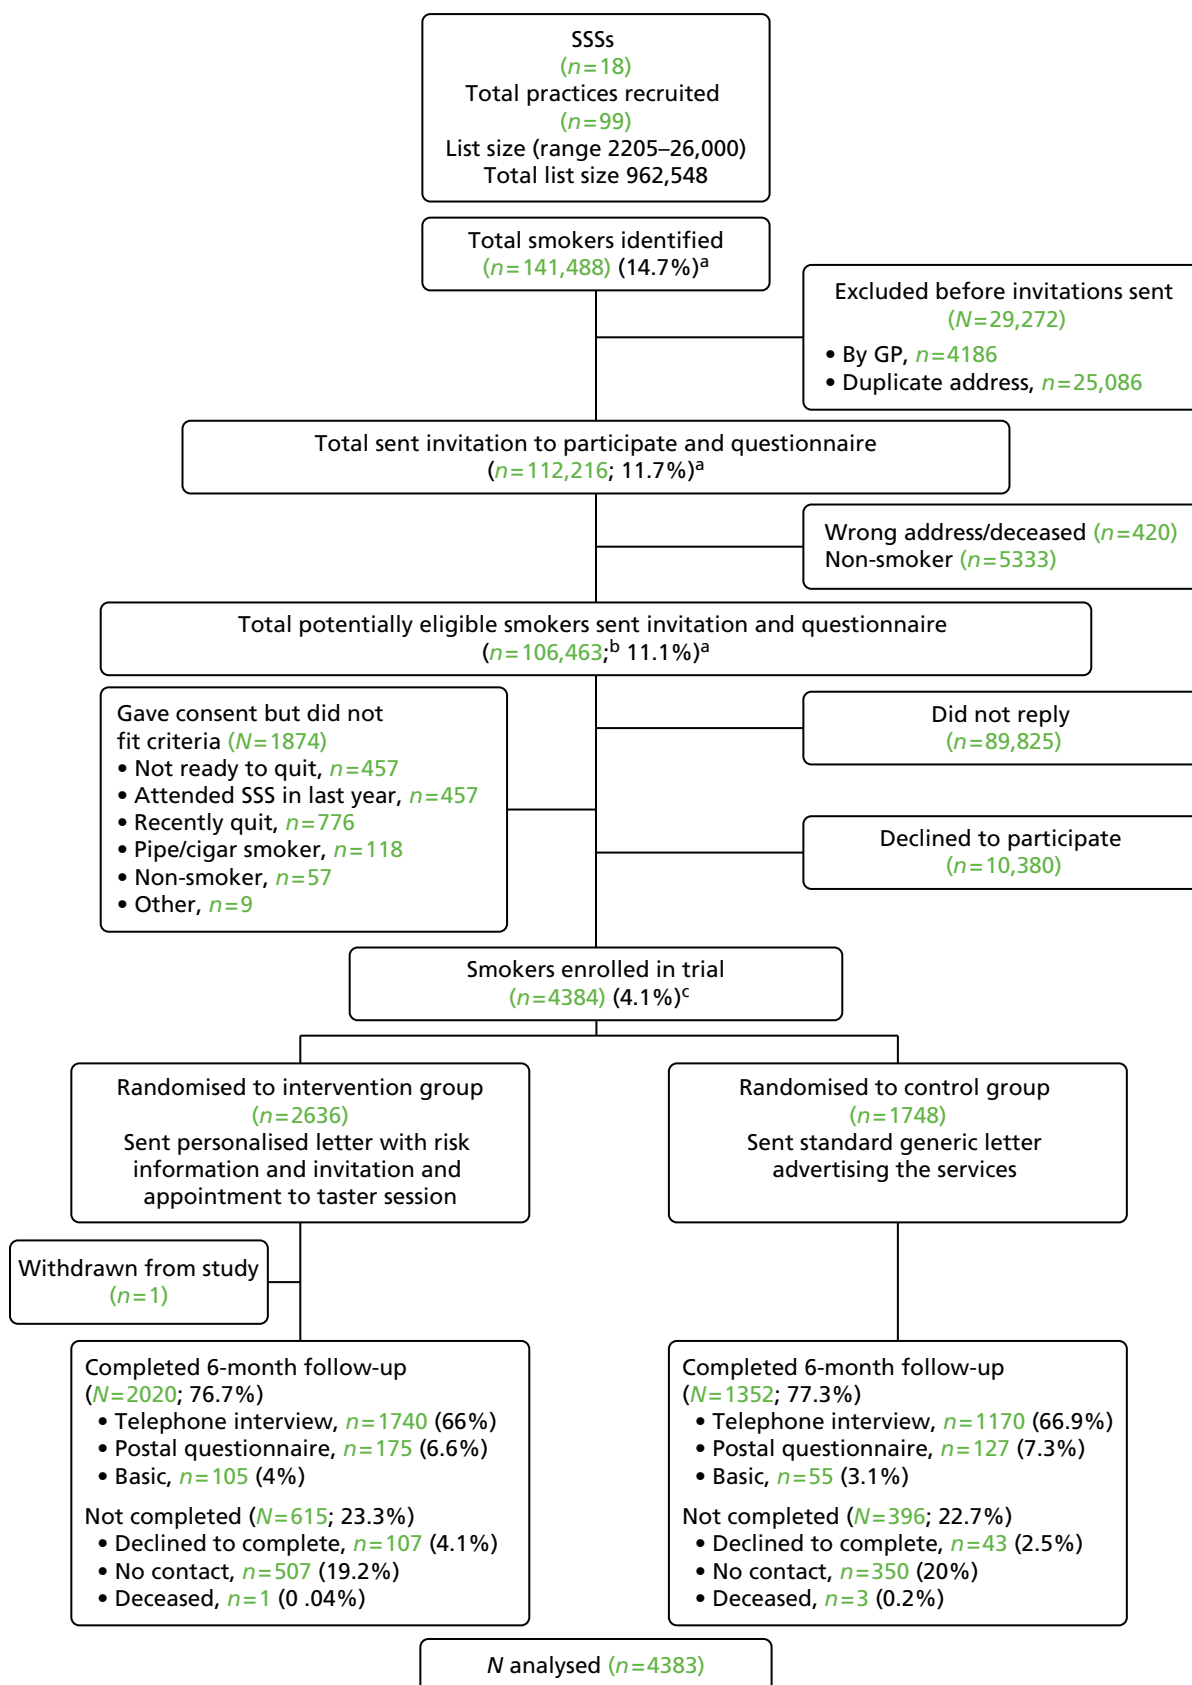 SSSs
(n=18)
Total practices recruited
(n=99)
List size (range 2205–26,000)
Total list size 962,548
Total smokers identified
(n=141,488) (14.7%)a
Excluded before invitations sent
(N=29,272)
• By GP, n=4186
• Duplicate address, n=25,086
Total sent invitation to participate and questionnaire
(n=112,216; 11.7%)a
Wrong address/deceased (n=420)
Non-smoker (n=5333)
Total potentially eligible smokers sent invitation and questionnaire
(n=106,463;b 11.1%)a
Gave consent but did not
fit criteria (N=1874)
• Not ready to quit, n=457
• Attended SSS in last year, n=457
• Recently quit, n=776
• Pipe/cigar smoker, n=118
• Non-smoker, n=57
• Other, n=9
Did not reply
(n=89,825)
Declined to participate
(n=10,380)
Smokers enrolled in trial
(n=4384) (4.1%)c
Randomised to intervention group
(n=2636)
Sent personalised letter with risk
information and invitation and
appointment to taster session
Randomised to control group
(n=1748)
Sent standard generic letter
advertising the services
Withdrawn from study
(n=1)
Completed 6-month follow-up
(N=2020; 76.7%)
• Telephone interview, n=1740 (66%)
• Postal questionnaire, n=175 (6.6%)
• Basic, n=105 (4%)
Not completed (N=615; 23.3%)
• Declined to complete, n=107 (4.1%)
• No contact, n=507 (19.2%)
• Deceased, n=1 (0 .04%)
Completed 6-month follow-up
(N=1352; 77.3%)
• Telephone interview, n=1170 (66.9%)
• Postal questionnaire, n=127 (7.3%)
• Basic, n=55 (3.1%)
Not completed (N=396; 22.7%)
• Declined to complete, n=43 (2.5%)
• No contact, n=350 (20%)
• Deceased, n=3 (0.2%)
N analysed (n=4383)